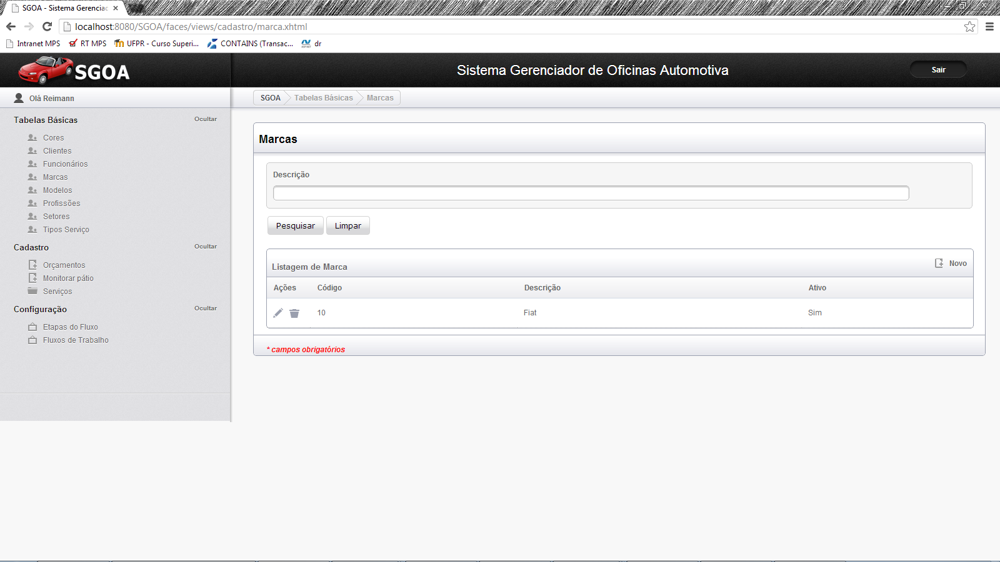 SGOA - Sistema Gerenciac
localhost:8080/SGOA/faces/views/cadastro/marca.xhtml
Intranet MPS RT MPS UFPR - Curso Superi... CONTAINS (Transac... dr
SGOA Sistema Gerenciador de Oficinas Automotiva Sair
Olá Reimann
SGOA Tabelas Básicas Marcas
Tabelas Básicas Ocultar
Cores
Clientes
Funcionários
Marcas
Modelos
Profissões
Setores
Tipos Serviço
Cadastro Ocultar
Orçamentos
Monitorar pátio
Serviços
Configuração Ocultar
Etapas do Fluxo
Fluxos de Trabalho
Marcas
Descrição
Pesquisar Limpar
Listagem de Marca Novo
Ações Código Descrição Ativo
10 Fiat Sim
* campos obrigatórios